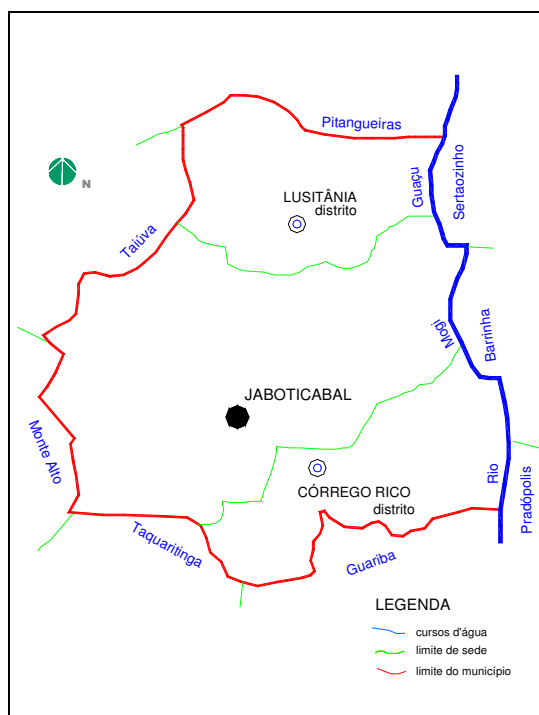 Pitangueiras
Guaçu
Sertaozinho
N
LUSITÂNIA
distrito
Taiúva
Mogi
Barrinha
JABOTICABAL
Monte Alto
CÓRREGO RICO
distrito
Rio
Pradópolis
Taquaritinga
Guariba
LEGENDA
cursos d'água
limite de sede
limite do município